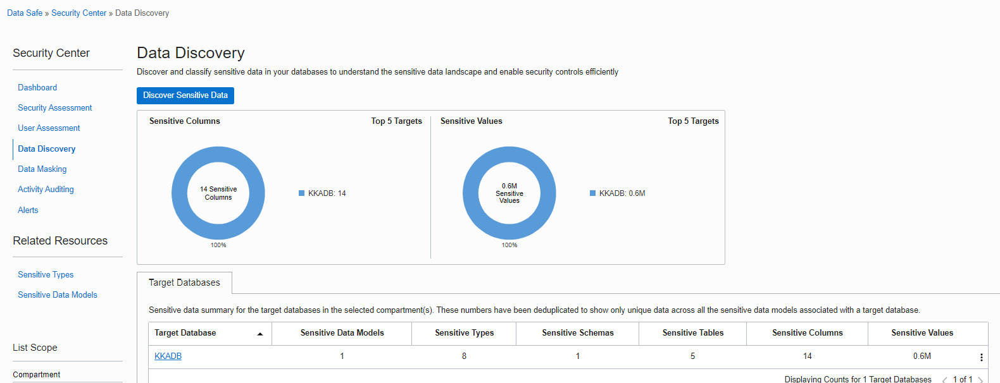 Data Safe » Security Center » Data Discovery
Security Center
Dashboard
Security Assessment
User Assessment
Data Discovery
Data Masking
Activity Auditing
Alerts
Related Resources
Sensitive Types
Sensitive Data Models
List Scope
Compartment
Data Discovery
Discover and classify sensitive data in your databases to understand the sensitive data landscape and enable security controls efficiently
Discover Sensitive Data
Sensitive Columns Top 5 Targets
14 Sensitive
Columns
KKADB: 14
100%
Sensitive Values Top 5 Targets
0.6M
Sensitive
Values
KKADB: 0.6M
100%
Target Databases
Sensitive data summary for the target databases in the selected compartment(s). These numbers have been deduplicated to show only unique data across all the sensitive data models associated with a target database.
Target Database Sensitive Data Models Sensitive Types Sensitive Schemas Sensitive Tables Sensitive Columns Sensitive Values
KKADB 1 8 1 5 14 0.6M
Displaying Counts for 1 Target Databases 1 of 1